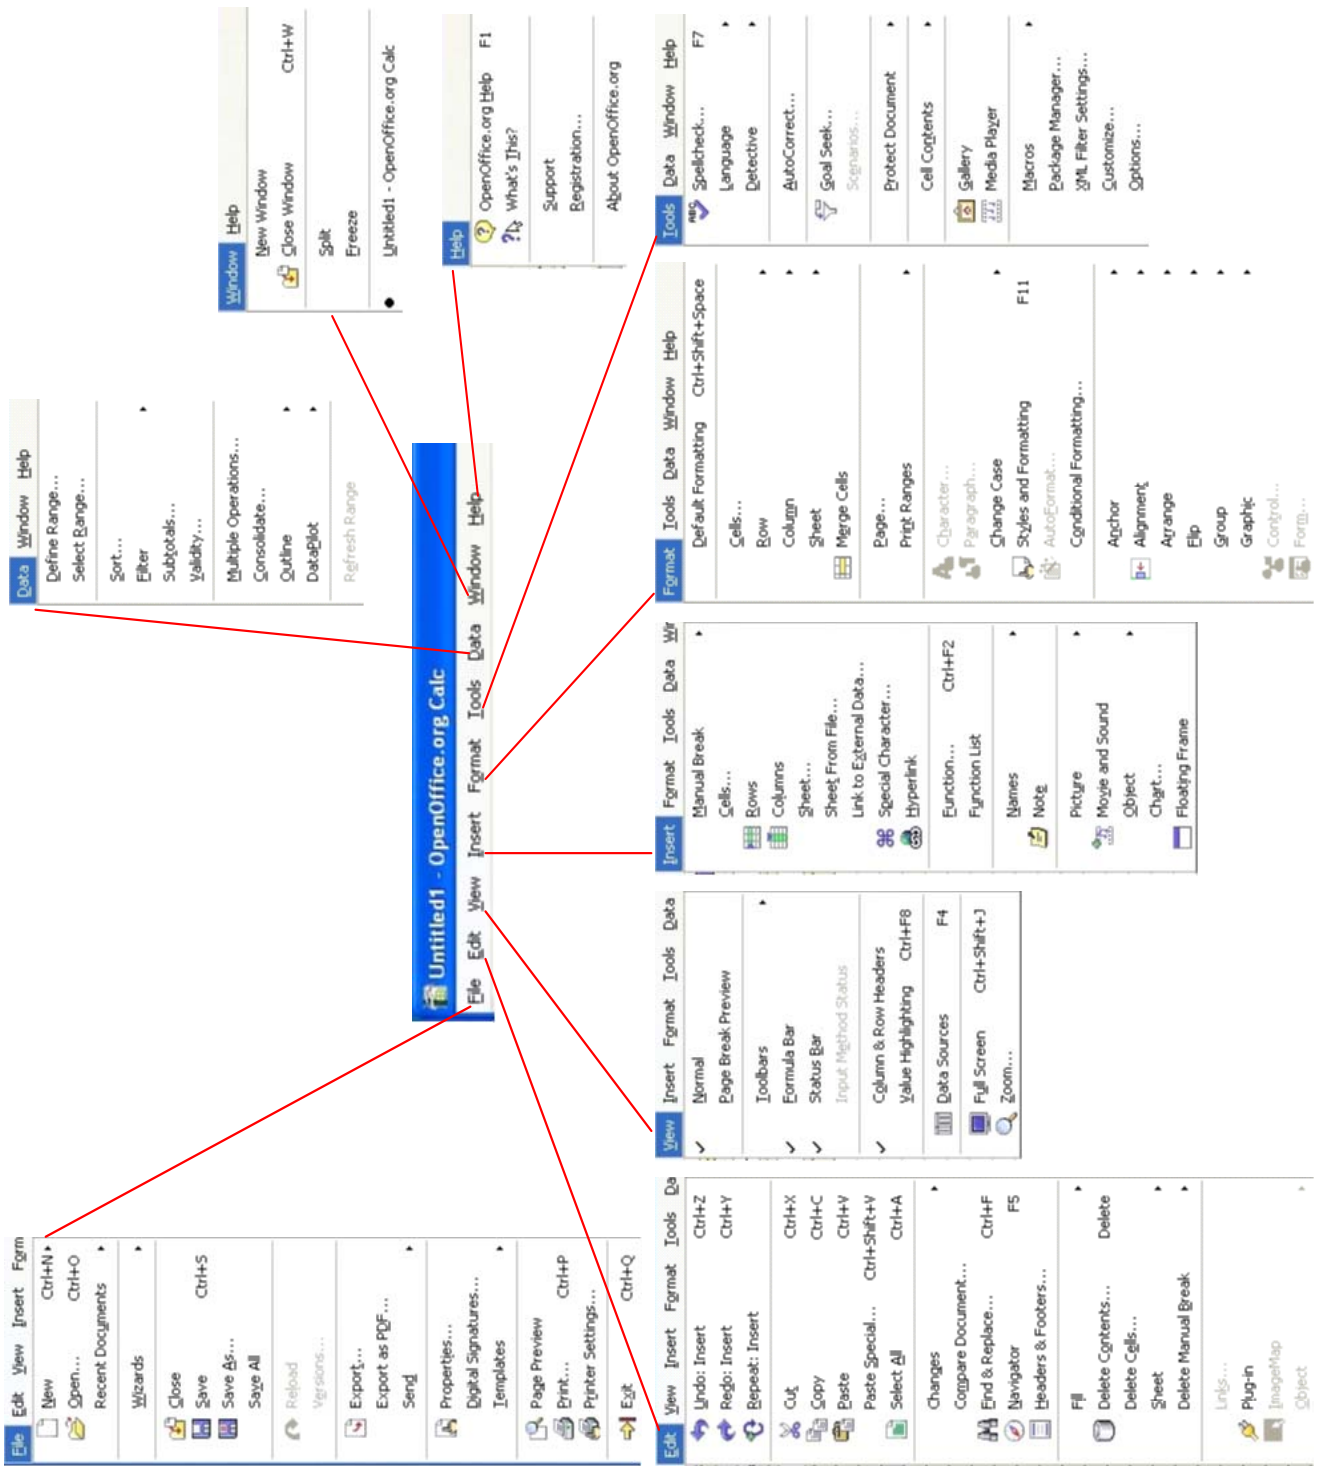 Untitled1 - OpenOffice.org Calc
File Edit View Insert Format Tools Data Window Help
File Edit View Insert Form
New Ctrl+N
Open... Ctrl+O
Recent Documents
Wizards
Close
Save Ctrl+S
Save As...
Save All
Reload
Versions...
Export...
Export as PDF...
Send
Properties...
Digital Signatures...
Templates
Page Preview
Print... Ctrl+P
Printer Settings...
Exit Ctrl+Q
Edit View Insert Format Tools Da
Undo: Insert Ctrl+Z
Redo: Insert Ctrl+Y
Repeat: Insert
Cut Ctrl+X
Copy Ctrl+C
Paste Ctrl+V
Paste Special... Ctrl+Shift+V
Select All Ctrl+A
Changes
Compare Document...
Find & Replace... Ctrl+F
Navigator F5
Headers & Footers...
Fill
Delete Contents... Delete
Delete Cells...
Sheet
Delete Manual Break
Links...
Plug-in
ImageMap
Object
View Insert Format Tools Data
Normal
Page Break Preview
Toolbars
Formula Bar
Status Bar
Input Method Status
Column & Row Headers
Value Highlighting Ctrl+F8
Data Sources F4
Full Screen Ctrl+Shift+J
Zoom...
Insert Format Tools Data Wir
Manual Break
Cells...
Rows
Columns
Sheet...
Sheet From File...
Link to External Data...
Special Character...
Hyperlink
Function... Ctrl+F2
Function List
Names
Note
Picture
Movie and Sound
Object
Chart...
Floating Frame
Format Tools Data Window Help
Default Formatting Ctrl+Shift+Space
Cells...
Row
Column
Sheet
Merge Cells
Page...
Print Ranges
Character...
Paragraph...
Change Case
Styles and Formatting F11
AutoFormat...
Conditional Formatting...
Anchor
Alignment
Arrange
Flip
Group
Graphic
Control...
Form...
Tools Data Window Help
ABC
Spellcheck... F7
Language
Detective
AutoCorrect...
Goal Seek...
Scenarios...
Protect Document
Cell Contents
Gallery
Media Player
Macros
Package Manager...
XML Filter Settings...
Customize...
Options...
Data Window Help
Define Range...
Select Range...
Sort...
Filter
Subtotals...
Validity...
Multiple Operations...
Consolidate...
Outline
DataPilot
Refresh Range
Window Help
New Window
Close Window Ctrl+W
Split
Freeze
Untitled1 - OpenOffice.org Calc
Help
OpenOffice.org Help F1
What's This?
Support
Registration...
About OpenOffice.org